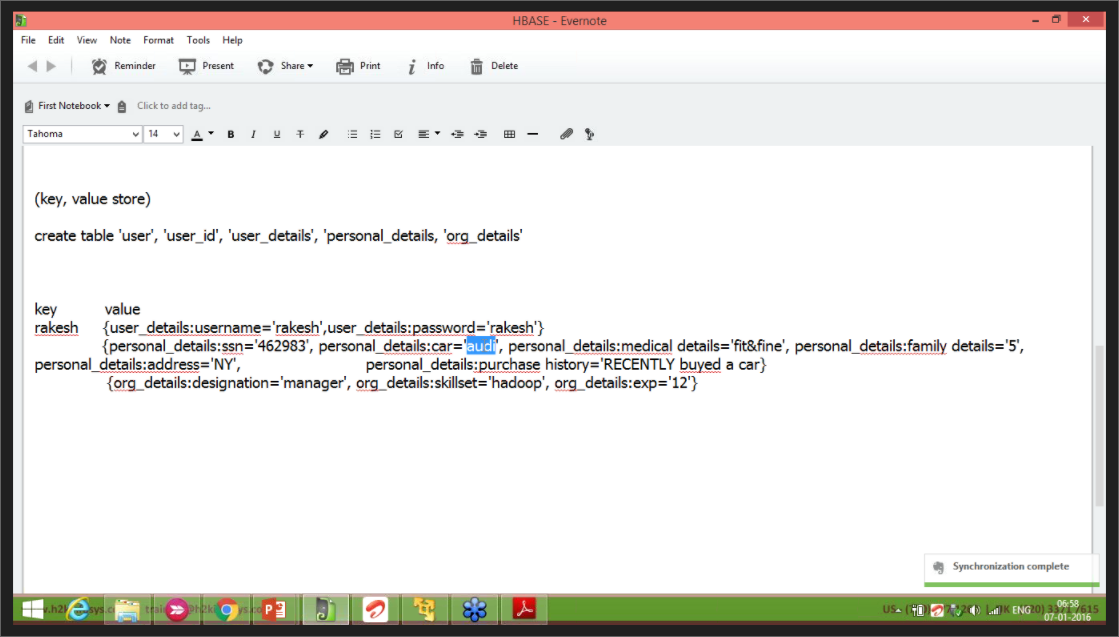 HBASE - Evernote
File Edit View Note Format Tools Help
Reminder Present Share Print Info Delete
First Notebook Click to add tag...
Tahoma 14 A B I U T
(key, value store)
create table 'user', 'user_id', 'user_details', 'personal_details, 'org_details'
key value
rakesh {user_details:username='rakesh',user_details:password='rakesh'}
{personal_details:ssn='462983', personal_details:car='audi', personal_details:medical details='fit&fine', personal_details:family details='5',
personal_details:address='NY', personal_details:purchase history='RECENTLY buyed a car}
{org_details:designation='manager', org_details:skillset='hadoop', org_details:exp='12'}
Synchronization complete
ENG 06:58
07-01-2016